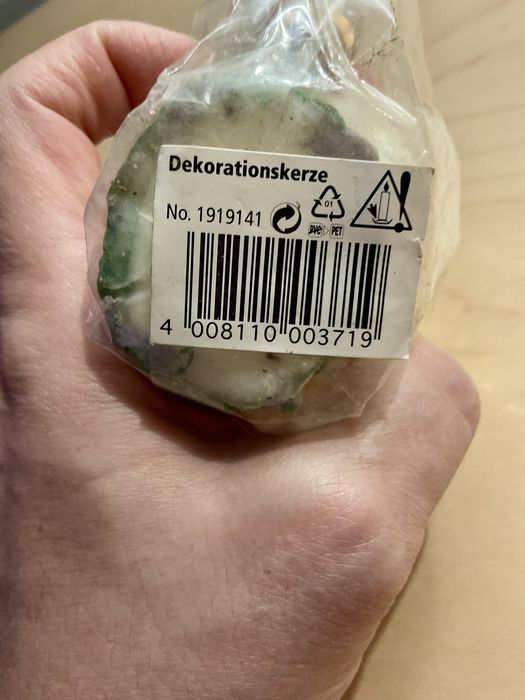 Dekorationskerze
No. 1919141
01
PET
4 008110 003719